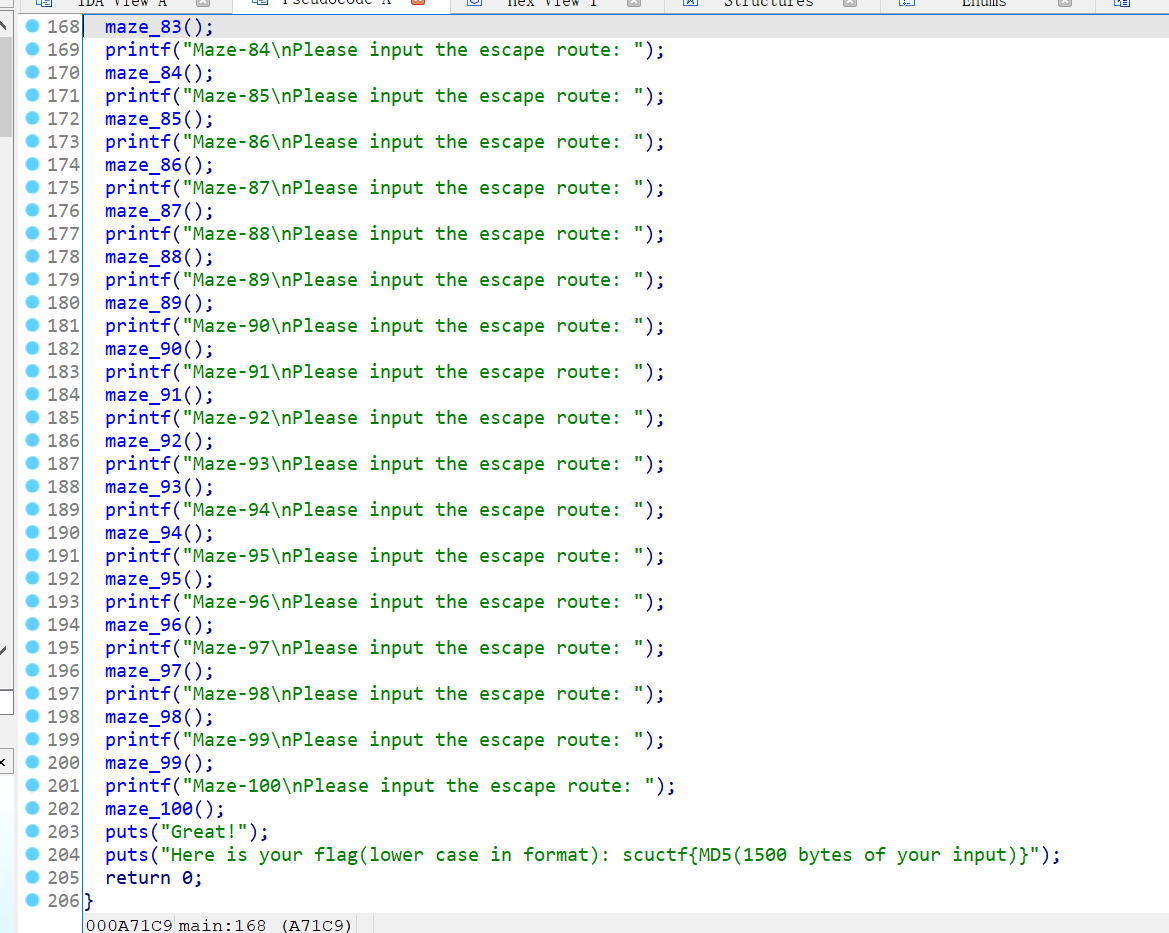 IDA View-A Pseudocode-A Hex View-1 Structures Enums
168 maze_83();
169 printf("Maze-84\nPlease input the escape route: ");
170 maze_84();
171 printf("Maze-85\nPlease input the escape route: ");
172 maze_85();
173 printf("Maze-86\nPlease input the escape route: ");
174 maze_86();
175 printf("Maze-87\nPlease input the escape route: ");
176 maze_87();
177 printf("Maze-88\nPlease input the escape route: ");
178 maze_88();
179 printf("Maze-89\nPlease input the escape route: ");
180 maze_89();
181 printf("Maze-90\nPlease input the escape route: ");
182 maze_90();
183 printf("Maze-91\nPlease input the escape route: ");
184 maze_91();
185 printf("Maze-92\nPlease input the escape route: ");
186 maze_92();
187 printf("Maze-93\nPlease input the escape route: ");
188 maze_93();
189 printf("Maze-94\nPlease input the escape route: ");
190 maze_94();
191 printf("Maze-95\nPlease input the escape route: ");
192 maze_95();
193 printf("Maze-96\nPlease input the escape route: ");
194 maze_96();
195 printf("Maze-97\nPlease input the escape route: ");
196 maze_97();
197 printf("Maze-98\nPlease input the escape route: ");
198 maze_98();
199 printf("Maze-99\nPlease input the escape route: ");
200 maze_99();
201 printf("Maze-100\nPlease input the escape route: ");
202 maze_100();
203 puts("Great!");
204 puts("Here is your flag(lower case in format): scuctf{MD5(1500 bytes of your input)}");
205 return 0;
206 }
000A71C9 main:168 (A71C9)